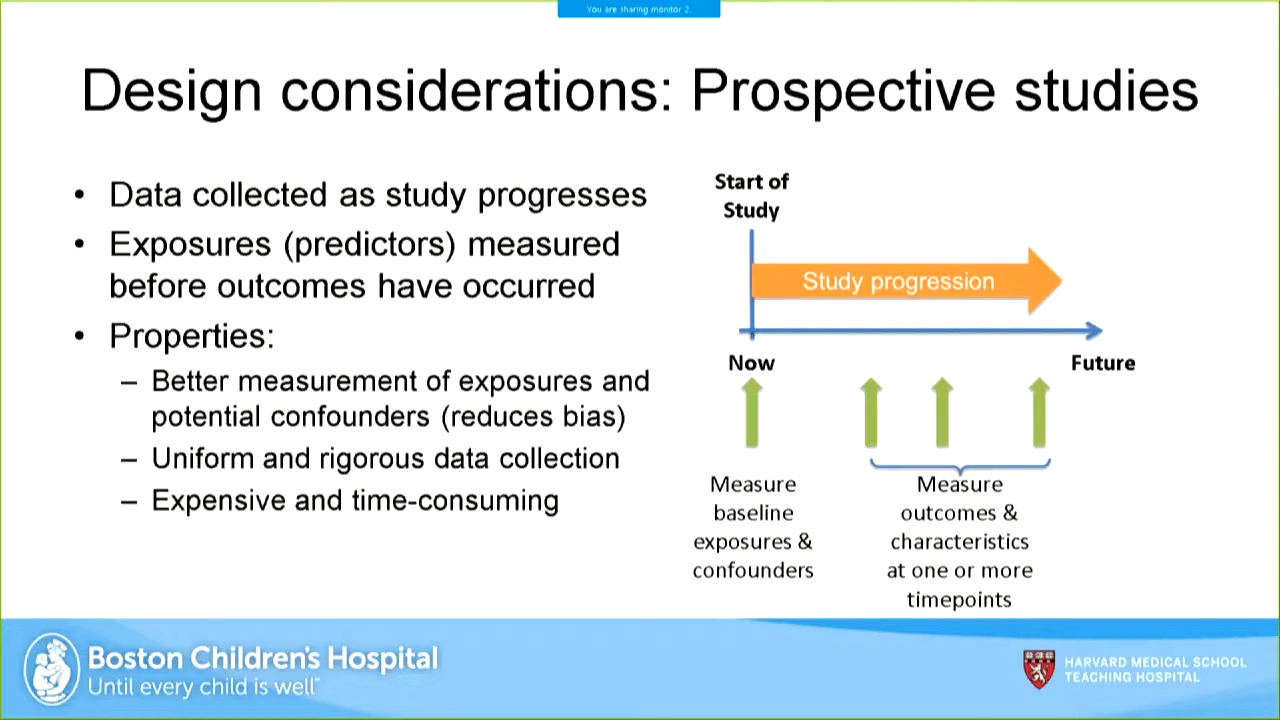 You are sharing monitor 2.
Design considerations: Prospective studies
• Data collected as study progresses
• Exposures (predictors) measured
before outcomes have occurred
• Properties:
– Better measurement of exposures and
potential confounders (reduces bias)
– Uniform and rigorous data collection
– Expensive and time-consuming
Start of
Study
Study progression
Now
Future
Measure
baseline
exposures &
confounders
Measure
outcomes &
characteristics
at one or more
timepoints
Boston Children's Hospital
Until every child is well™
HARVARD MEDICAL SCHOOL
TEACHING HOSPITAL